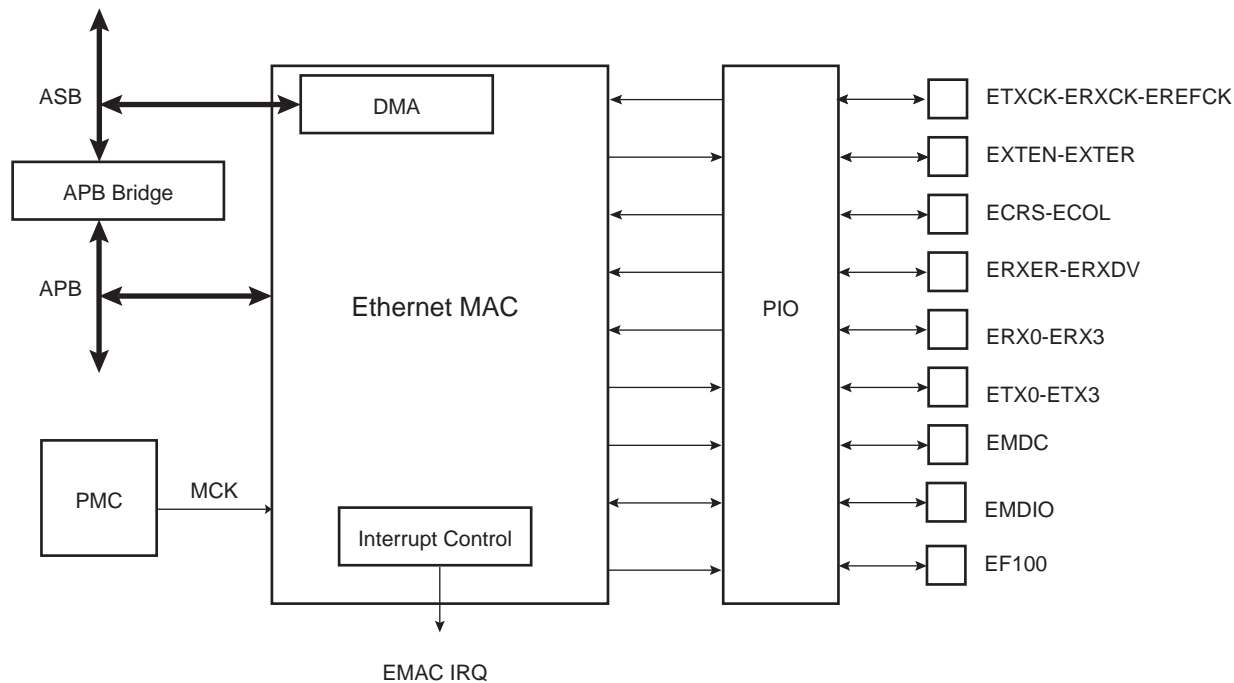 ASB
DMA
ETXCK-ERXCK-EREFCK
APB Bridge
EXTEN-EXTER
ECRS-ECOL
ERXER-ERXDV
APB
Ethernet MAC
PIO
ERX0-ERX3
ETX0-ETX3
EMDC
PMC
MCK
EMDIO
Interrupt Control
EF100
EMAC IRQ